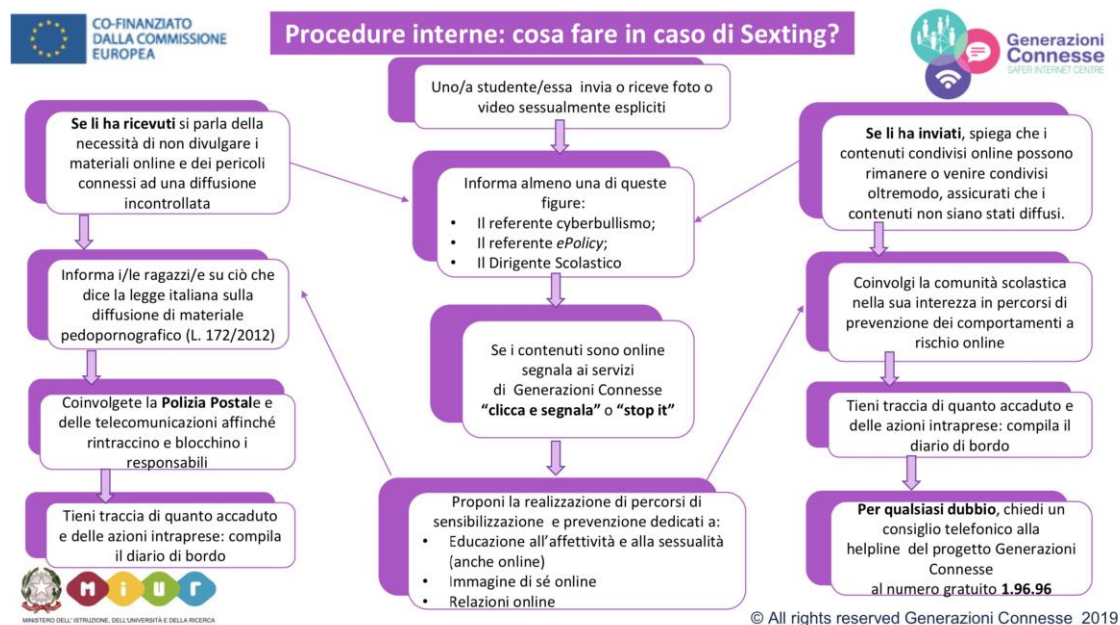 CO-FINANZIATO
DALLA COMMISSIONE
EUROPEA
Procedure interne: cosa fare in caso di Sexting?
Generazioni
Connesse
SAFER INTERNET CENTRE
Uno/a studente/essa invia o riceve foto o
video sessualmente espliciti
Se li ha ricevuti si parla della
necessità di non divulgare i
materiali online e dei pericoli
connessi ad una diffusione
incontrollata
Informa i/le ragazzi/e su ciò che
dice la legge italiana sulla
diffusione di materiale
pedopornografico (L. 172/2012)
Coinvolgete la Polizia Postale e
delle telecomunicazioni affinché
rintraccino e blocchino i
responsabili
Tieni traccia di quanto accaduto
e delle azioni intraprese: compila
il diario di bordo
Informa almeno una di queste
figure:
• Il referente cyberbullismo;
• Il referente ePolicy;
• Il Dirigente Scolastico
Se i contenuti sono online
segnala ai servizi
di Generazioni Connesse
“clicca e segnala” o “stop it”
Proponi la realizzazione di percorsi di
sensibilizzazione e prevenzione dedicati a:
• Educazione all'affettività e alla sessualità
(anche online)
• Immagine di sé online
• Relazioni online
Se li ha inviati, spiega che i
contenuti condivisi online possono
rimanere o venire condivisi
oltremodo, assicurati che i
contenuti non siano stati diffusi.
Coinvolgi la comunità scolastica
nella sua interezza in percorsi di
prevenzione dei comportamenti a
rischio online
Tieni traccia di quanto accaduto e
delle azioni intraprese: compila il
diario di bordo
Per qualsiasi dubbio, chiedi un
consiglio telefonico alla
helpline del progetto Generazioni
Connesse
al numero gratuito 1.96.96
miur
MINISTERO DELL' ISTRUZIONE, DELL'UNIVERSITÀ E DELLA RICERCA
© All rights reserved Generazioni Connesse 2019